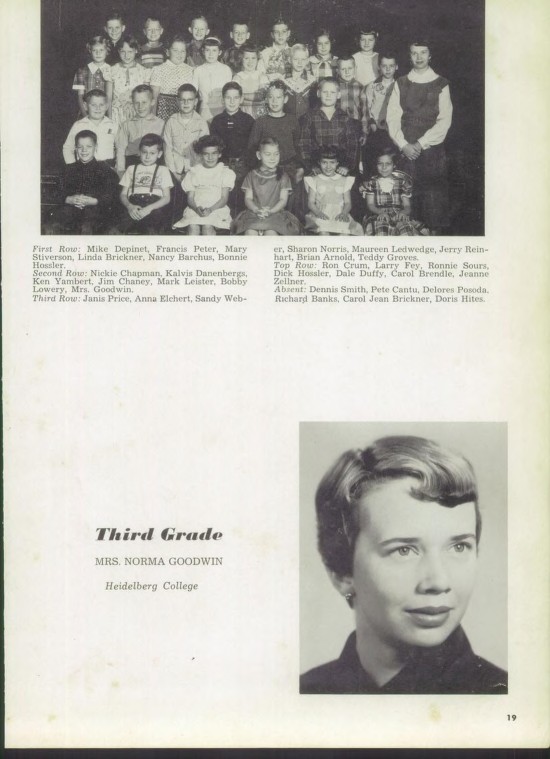 First Row: Mike Depinet, Francis Peter, Mary
Stiverson, Linda Brickner, Nancy Barchus, Bonnie
Hossler.
Second Row: Nickie Chapman, Kalvis Danenbergs,
Ken Yambert, Jim Chaney, Mark Leister, Bobby
Lowery, Mrs. Goodwin.
Third Row: Janis Price, Anna Elchert, Sandy Web-
er, Sharon Norris, Maureen Ledwedge, Jerry Rein-
hart, Brian Arnold, Teddy Groves.
Top Row: Ron Crum, Larry Fey, Ronnie Sours,
Dick Hossler, Dale Duffy, Carol Brendle, Jeanne
Zellner.
Absent: Dennis Smith, Pete Cantu, Delores Posoda,
Richard Banks, Carol Jean Brickner, Doris Hites.
Third Grade
MRS. NORMA GOODWIN
Heidelberg College
19